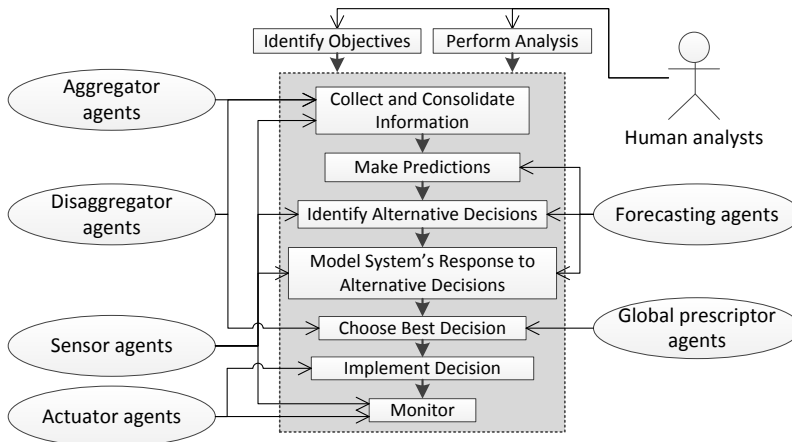 Identify Objectives
Perform Analysis
Aggregator
agents
Collect and Consolidate
Information
Human analysts
Make Predictions
Disaggregator
agents
Identify Alternative Decisions
Forecasting agents
Model System's Response to
Alternative Decisions
Sensor agents
Choose Best Decision
Global prescriptor
agents
Implement Decision
Actuator agents
Monitor